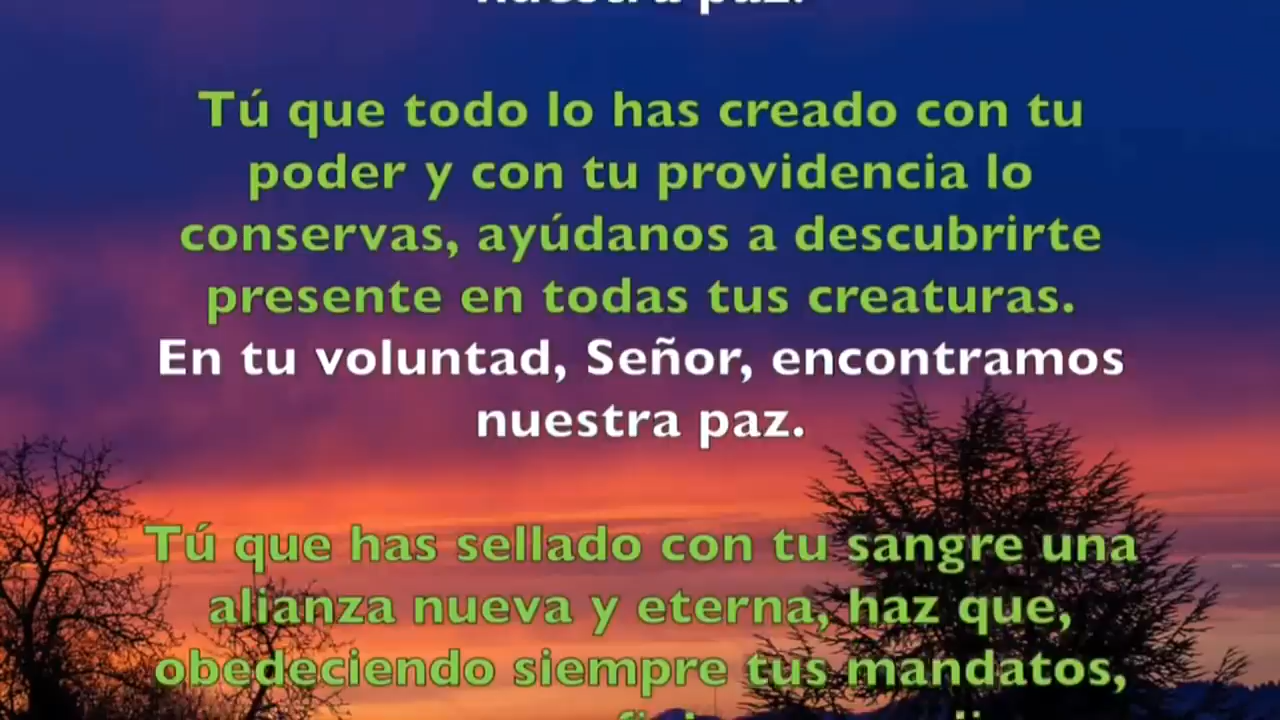 nuestra paz.
Tú que todo lo has creado con tu
poder y con tu providencia lo
conservas, ayúdanos a descubrirte
presente en todas tus creaturas.
En tu voluntad, Señor, encontramos
nuestra paz.
Tú que has sellado con tu sangre una
alianza nueva y eterna, haz que,
obedeciendo siempre tus mandatos,